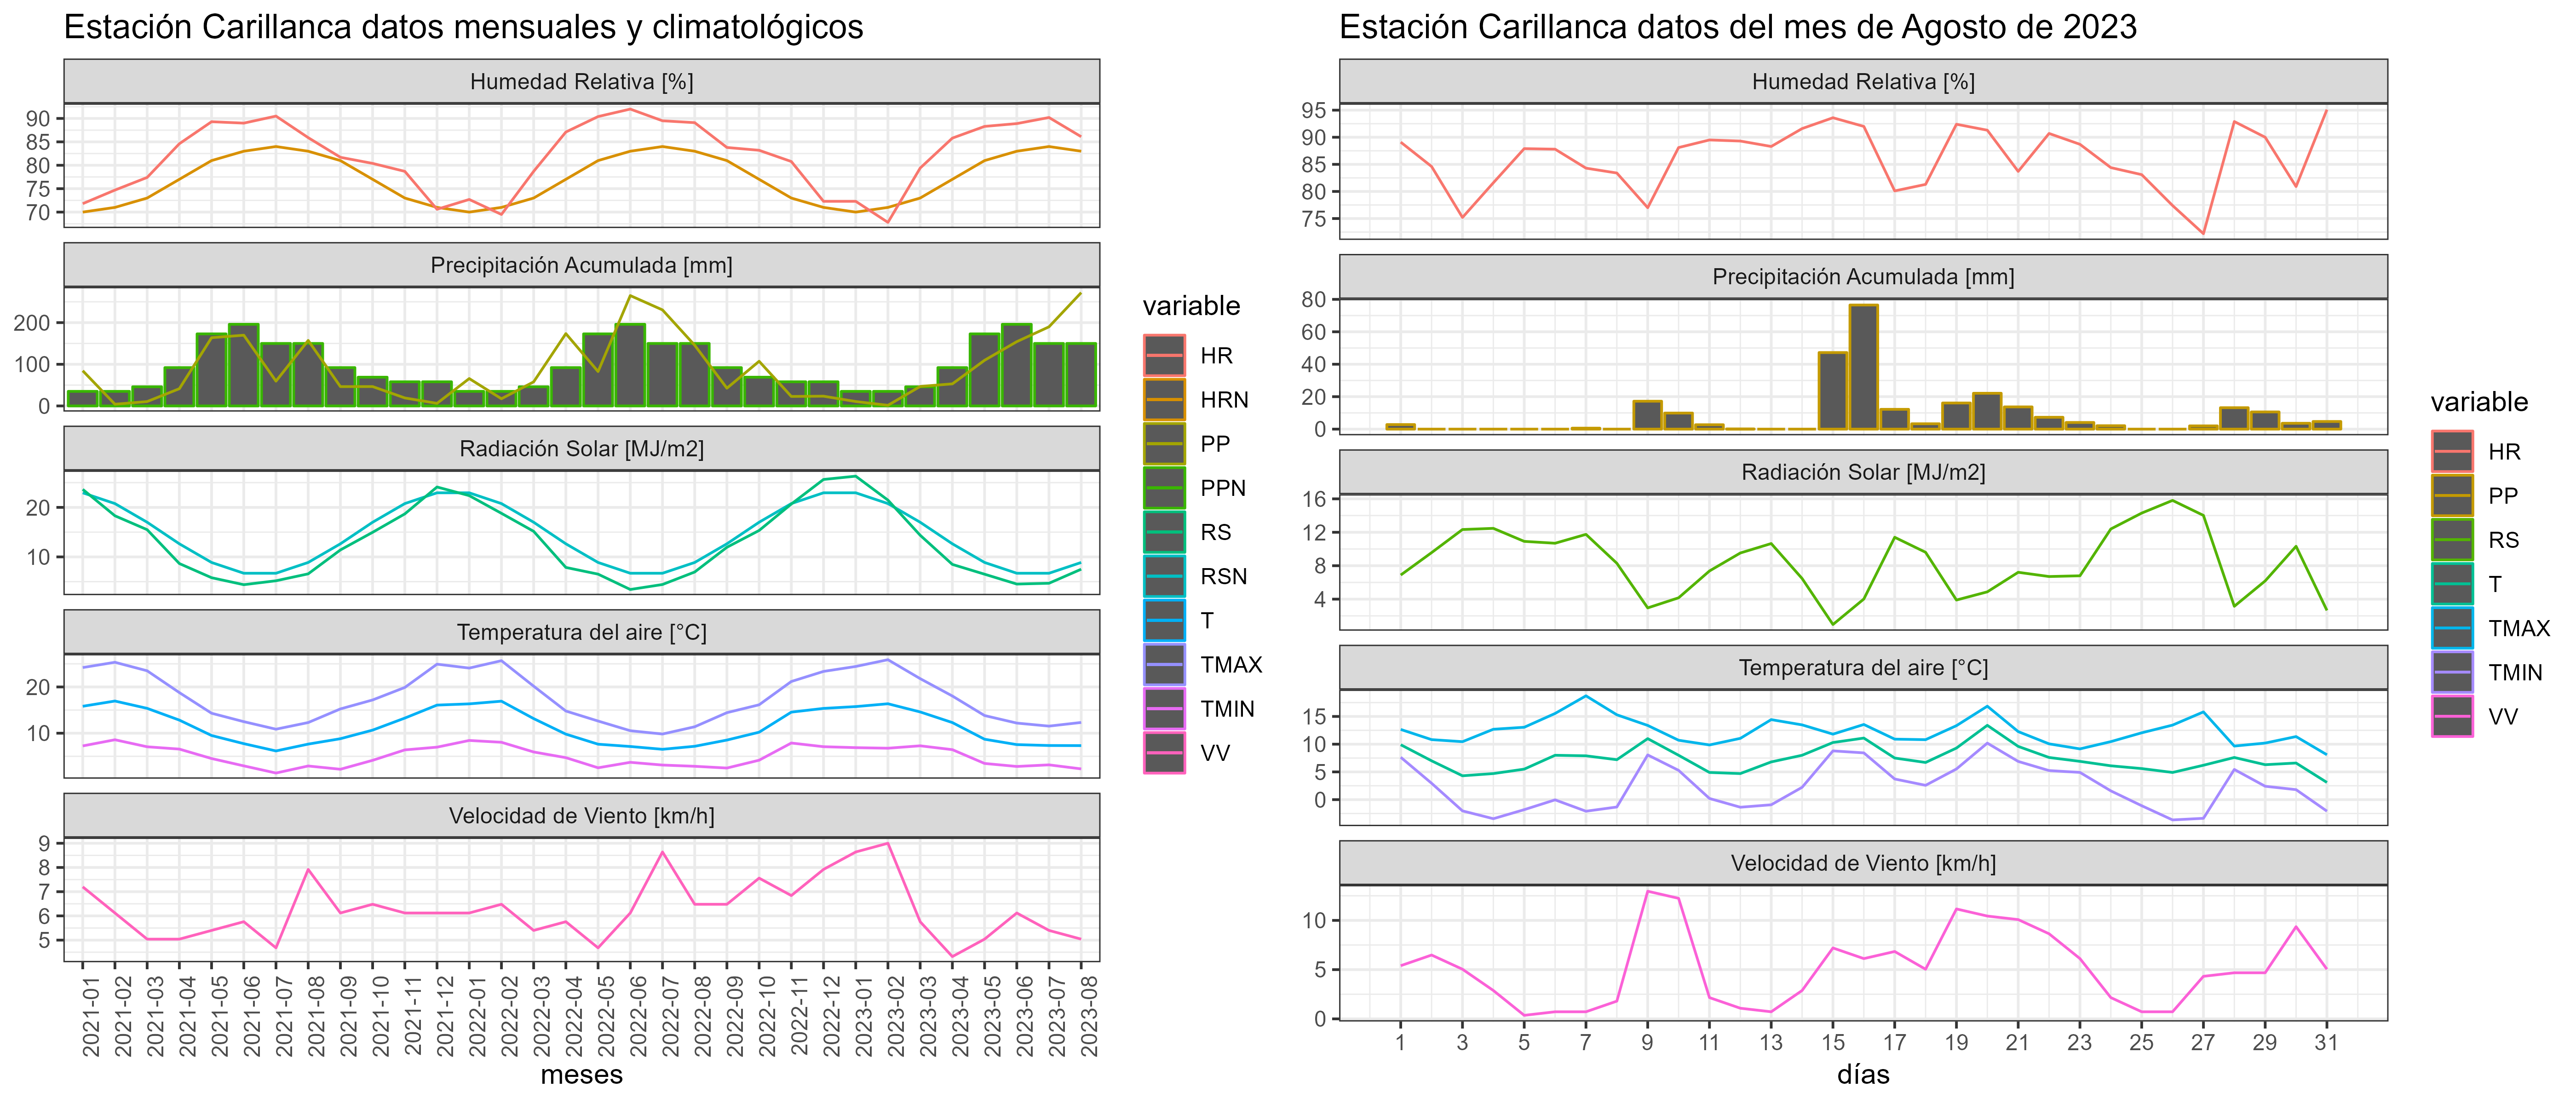 Estación Carillanca datos mensuales y climatológicos
Humedad Relativa [%]
90
85
80
75
70
Precipitación Acumulada [mm]
200
100
0
Radiación Solar [MJ/m2]
20
10
Temperatura del aire [°C]
20
10
Velocidad de Viento [km/h]
9
8
7
6
5
2021-01
2021-02
2021-03
2021-04
2021-05
2021-06
2021-07
2021-08
2021-09
2021-10
2021-11
2021-12
2022-01
2022-02
2022-03
2022-04
2022-05
2022-06
2022-07
2022-08
2022-09
2022-10
2022-11
2022-12
2023-01
2023-02
2023-03
2023-04
2023-05
2023-06
2023-07
2023-08
meses
variable
HR
HRN
PP
PPN
RS
RSN
T
TMAX
TMIN
VV
Estación Carillanca datos del mes de Agosto de 2023
Humedad Relativa [%]
95
90
85
80
75
Precipitación Acumulada [mm]
80
60
40
20
0
Radiación Solar [MJ/m2]
16
12
8
4
Temperatura del aire [°C]
15
10
5
0
Velocidad de Viento [km/h]
10
5
0
1 3 5 7 9 11 13 15 17 19 21 23 25 27 29 31
días
variable
HR
PP
RS
T
TMAX
TMIN
VV